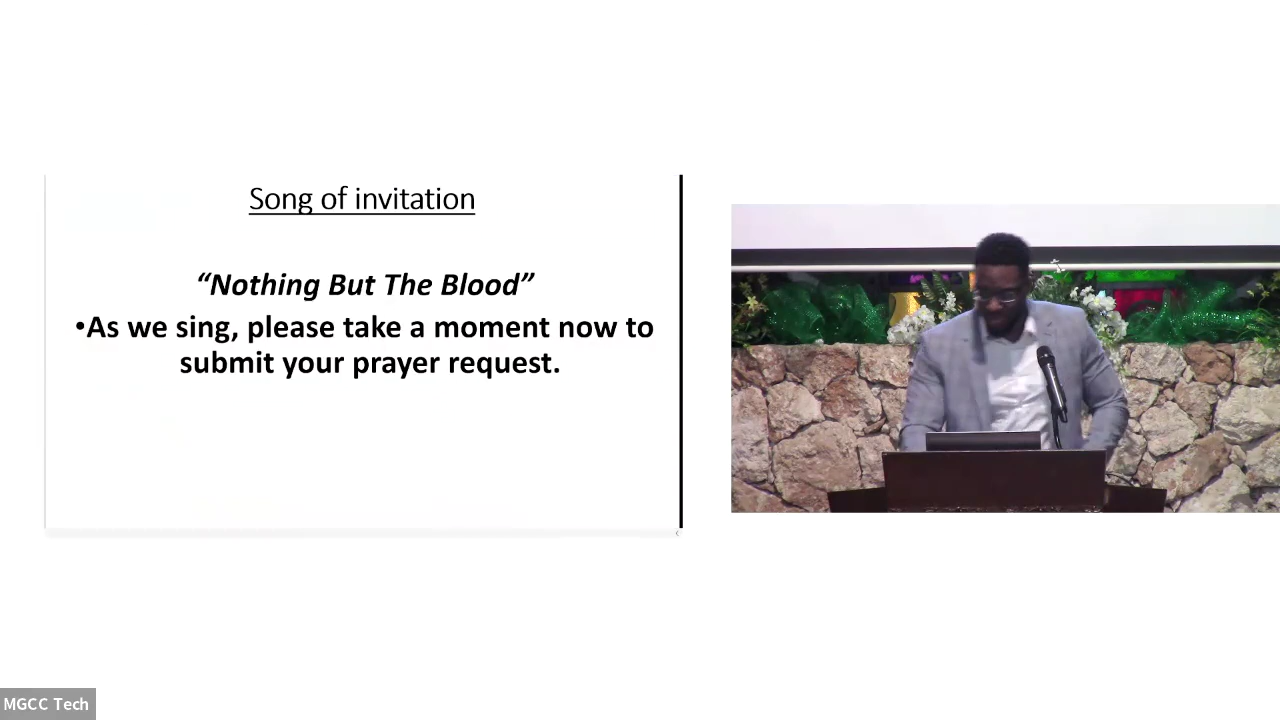 Song of invitation
“Nothing But The Blood”
•As we sing, please take a moment now to
submit your prayer request.
MGCC Tech